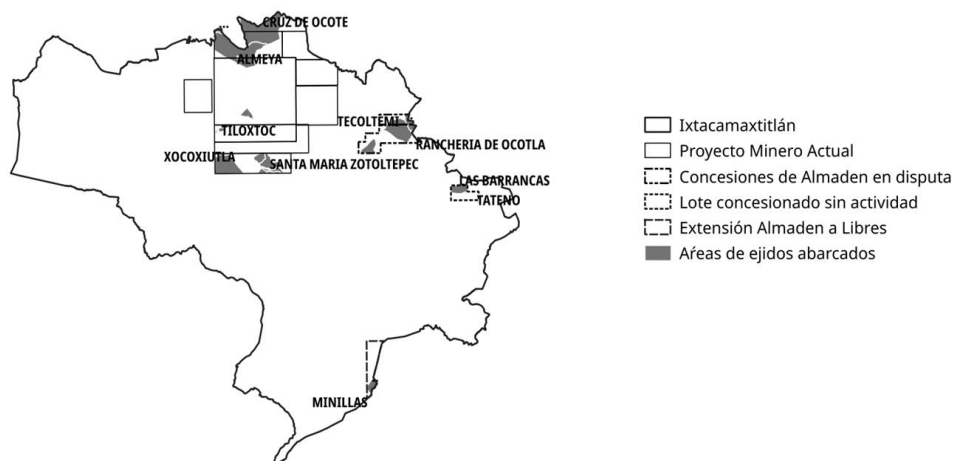 CRUZ DE OCOTE
ALMEYA
TECOLTEMI
TILOXTOC
RANCHERIA DE OCOTLA
XOCOXIUTLA
SANTA MARIA ZOTOLTEPEC
LAS BARRANCAS
TATENO
MINILLAS
Ixtacamaxtitlán
Proyecto Minero Actual
Concesiones de Almaden en disputa
Lote concesionado sin actividad
Extensión Almaden a Libres
Aŕeas de ejidos abarcados